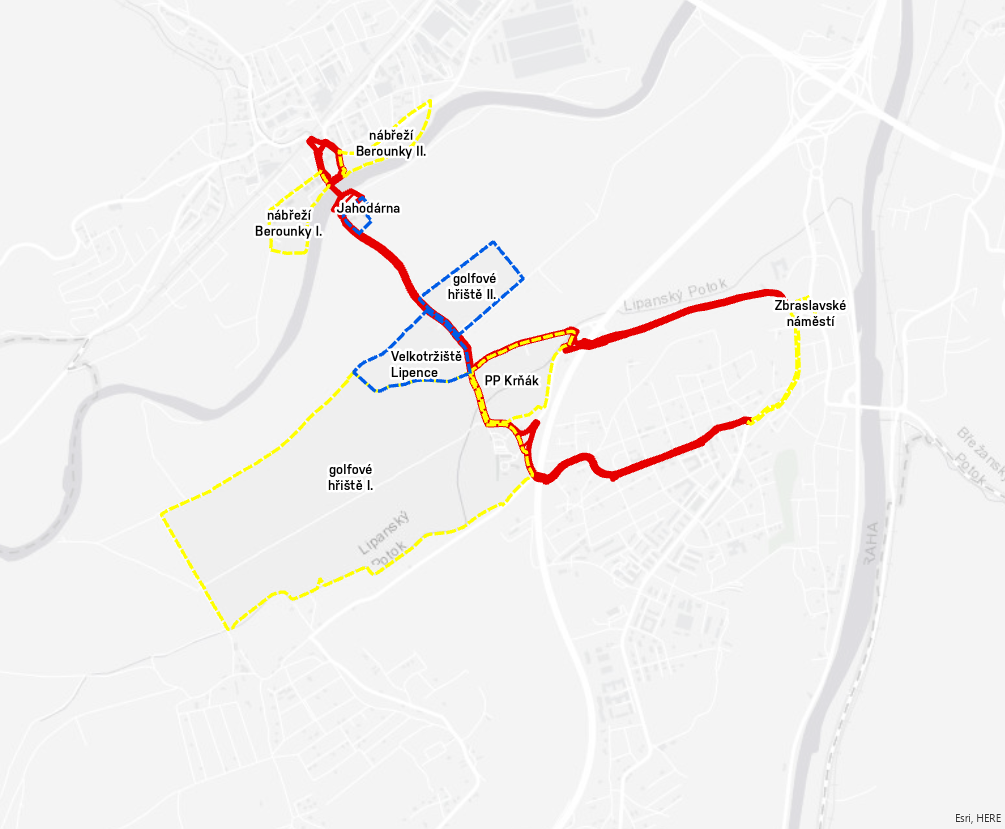 nábřeží
Berounky II.
Jahodárna
nábřeží
Berounky I.
golfové
hřiště II.
Lipanský Potok
Zbraslavské
náměstí
Velkotržiště
Lipence
PP Krňák
golfové
hřiště I.
Lipanský
Potok
Břežanský
Potok
RAHA
Esri, HERE